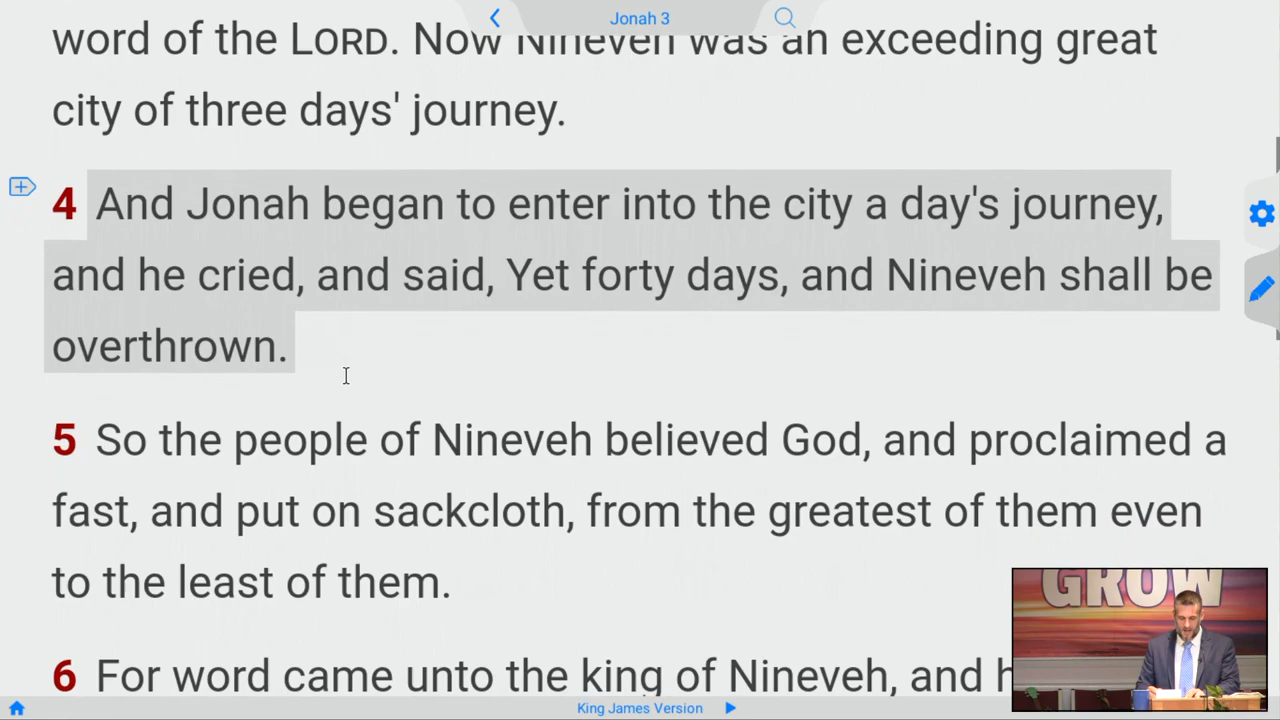 Jonah 3
word of the LORD. Now Nineveh was an exceeding great
city of three days' journey.
4 And Jonah began to enter into the city a day's journey,
and he cried, and said, Yet forty days, and Nineveh shall be
overthrown.
5 So the people of Nineveh believed God, and proclaimed a
fast, and put on sackcloth, from the greatest of them even
to the least of them.
6 For word came unto the king of Nineveh, and h
GROW
King James Version